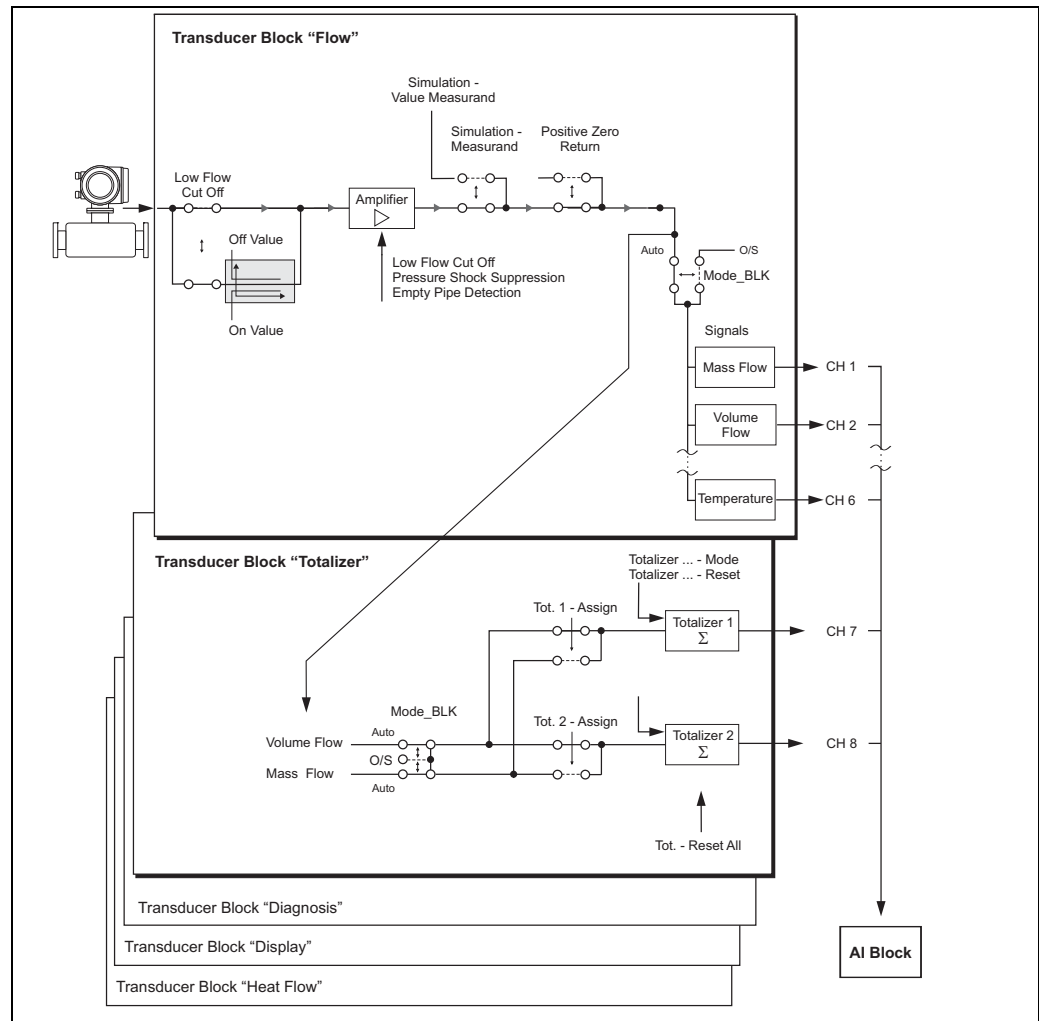 Transducer Block “Flow”
Simulation -
Value Measurand
Simulation -
Measurand
Positive Zero
Return
Low Flow
Cut Off
Amplifier
Off Value
On Value
Low Flow Cut Off
Pressure Shock Suppression
Empty Pipe Detection
Auto
O/S
Mode_BLK
Signals
Mass Flow
CH 1
Volume
Flow
CH 2
Temperature
CH 6
Transducer Block “Totalizer”
Totalizer ... - Mode
Totalizer ... - Reset
Tot. 1 - Assign
Totalizer 1
Σ
CH 7
Mode_BLK
Tot. 2 - Assign
Volume Flow
Auto
O/S
Mass Flow
Auto
Totalizer 2
Σ
CH 8
Tot. - Reset All
Transducer Block “Diagnosis”
Transducer Block “Display”
Transducer Block “Heat Flow”
AI Block